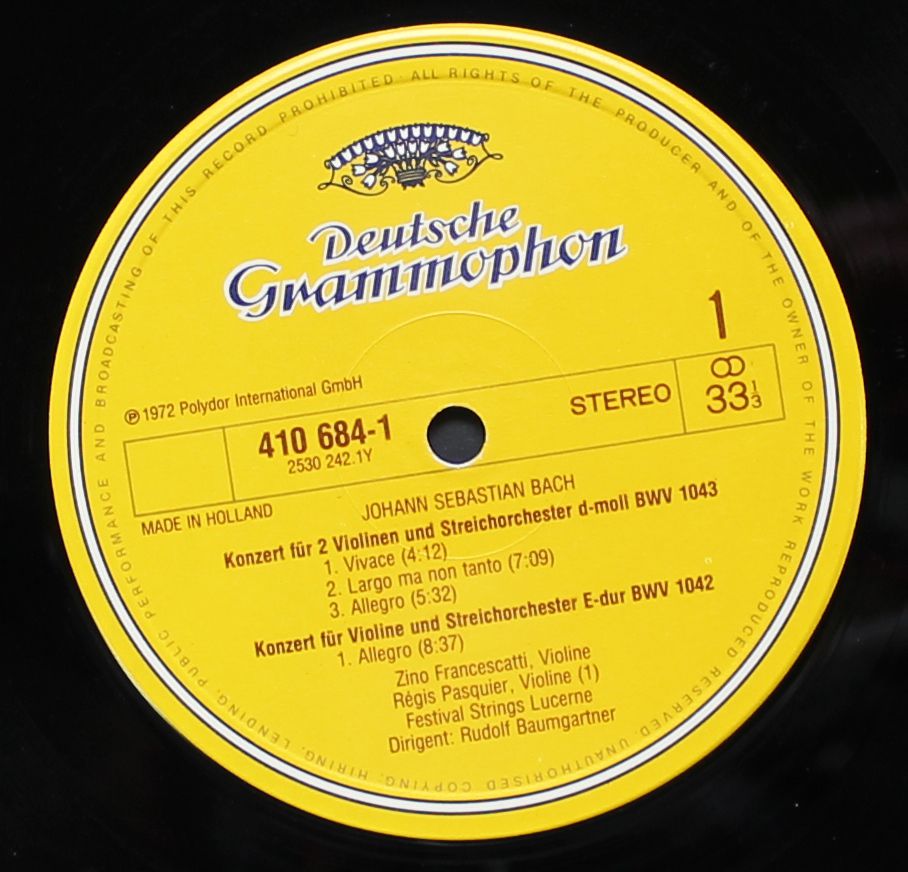 ALL RIGHTS OF THE PRODUCER AND OF THE OWNER OF THE WORK REPRODUCED RESERVED. UNAUTHORISED COPYING, HIRING, LENDING, PUBLIC PERFORMANCE AND BROADCASTING OF THIS RECORD PROHIBITED
Deutsche
Grammophon
1
℗ 1972 Polydor International GmbH
410 684-1
2530 242.1Y
STEREO
33 1/3
MADE IN HOLLAND
JOHANN SEBASTIAN BACH
Konzert für 2 Violinen und Streichorchester d-moll BWV 1043
1. Vivace (4:12)
2. Largo ma non tanto (7:09)
3. Allegro (5:32)
Konzert für Violine und Streichorchester E-dur BWV 1042
1. Allegro (8:37)
Zino Francescatti, Violine
Régis Pasquier, Violine (1)
Festival Strings Lucerne
Dirigent: Rudolf Baumgartner